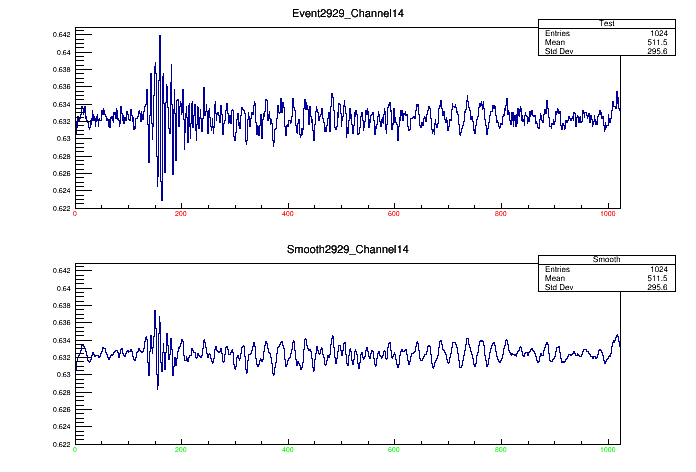 Event2929_Channel14
Test
Entries 1024
Mean 511.5
Std Dev 295.6
0.642
0.64
0.638
0.636
0.634
0.632
0.63
0.628
0.626
0.624
0.622
0 200 400 600 800 1000
Smooth2929_Channel14
Smooth
Entries 1024
Mean 511.5
Std Dev 295.6
0.642
0.64
0.638
0.636
0.634
0.632
0.63
0.628
0.626
0.624
0.622
0 200 400 600 800 1000